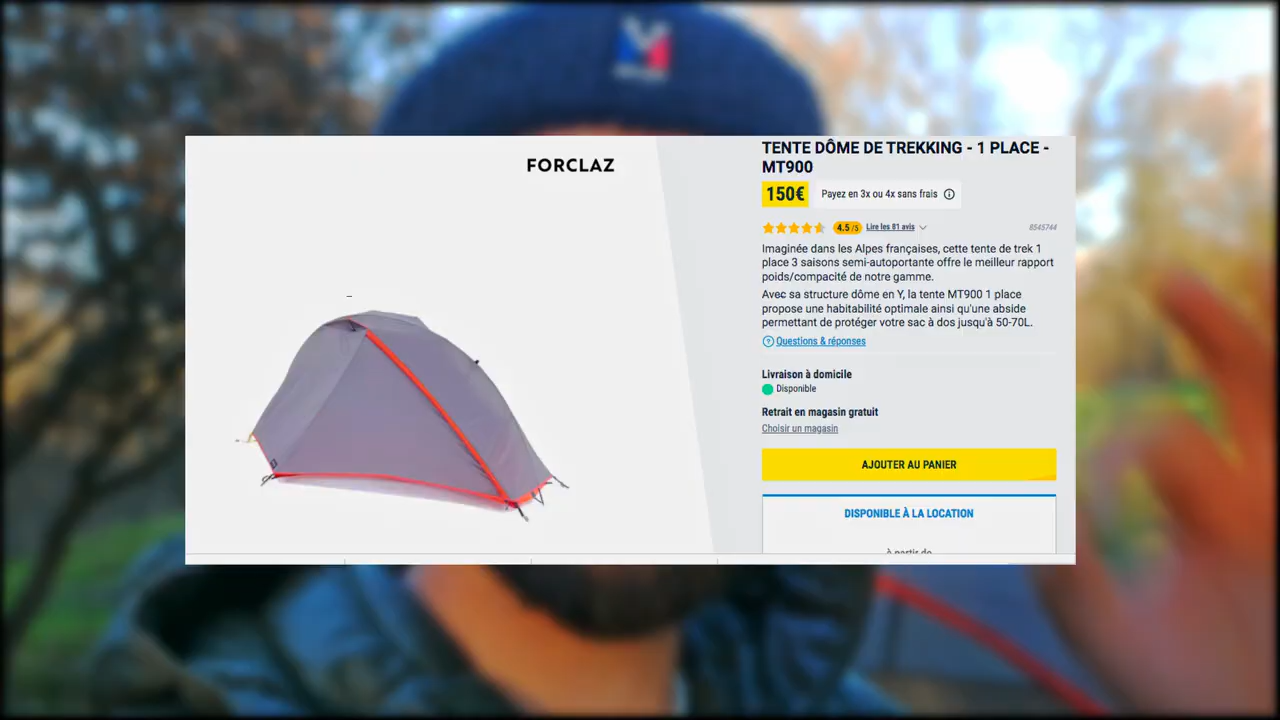 FORCLAZ
TENTE DÔME DE TREKKING - 1 PLACE -
MT900
150€ Payez en 3x ou 4x sans frais
4.5/5 Lire les 81 avis 8545744
Imaginée dans les Alpes françaises, cette tente de trek 1
place 3 saisons semi-autoportante offre le meilleur rapport
poids/compacité de notre gamme.
Avec sa structure dôme en Y, la tente MT900 1 place
propose une habitabilité optimale ainsi qu'une abside
permettant de protéger votre sac à dos jusqu'à 50-70L.
Questions & réponses
Livraison à domicile
Disponible
Retrait en magasin gratuit
Choisir un magasin
AJOUTER AU PANIER
DISPONIBLE À LA LOCATION
à partir de